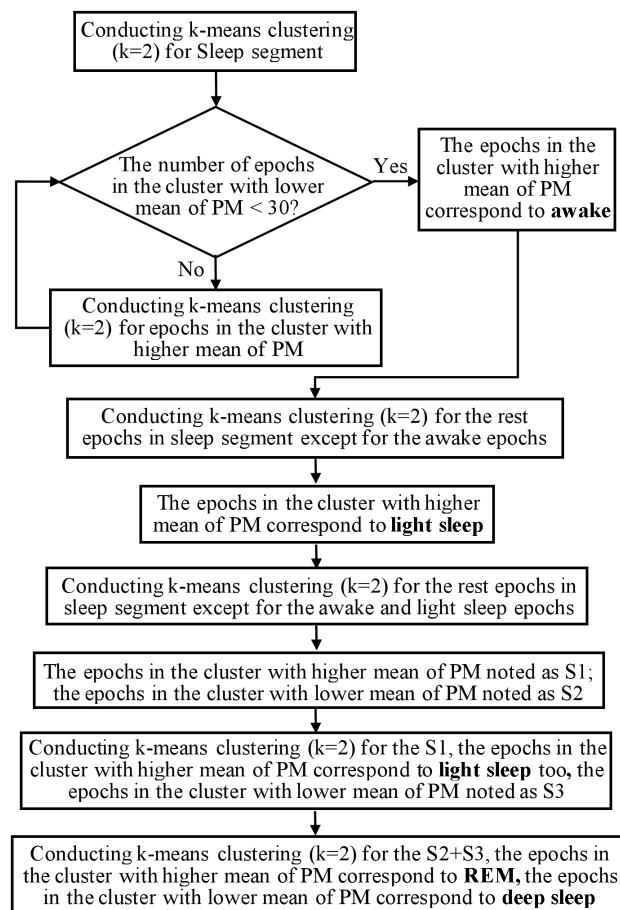 Conducting k-means clustering
(k=2) for Sleep segment
The number of epochs
in the cluster with lower
mean of PM < 30?
Yes
The epochs in the
cluster with higher
mean of PM
correspond to awake
No
Conducting k-means clustering
(k=2) for epochs in the cluster with
higher mean of PM
Conducting k-means clustering (k=2) for the rest
epochs in sleep segment except for the awake epochs
The epochs in the cluster with higher
mean of PM correspond to light sleep
Conducting k-means clustering (k=2) for the rest epochs in
sleep segment except for the awake and light sleep epochs
The epochs in the cluster with higher mean of PM noted as S1;
the epochs in the cluster with lower mean of PM noted as S2
Conducting k-means clustering (k=2) for the S1, the epochs in the
cluster with higher mean of PM correspond to light sleep too, the
epochs in the cluster with lower mean of PM noted as S3
Conducting k-means clustering (k=2) for the S2+S3, the epochs in
the cluster with higher mean of PM correspond to REM, the epochs
in the cluster with lower mean of PM correspond to deep sleep